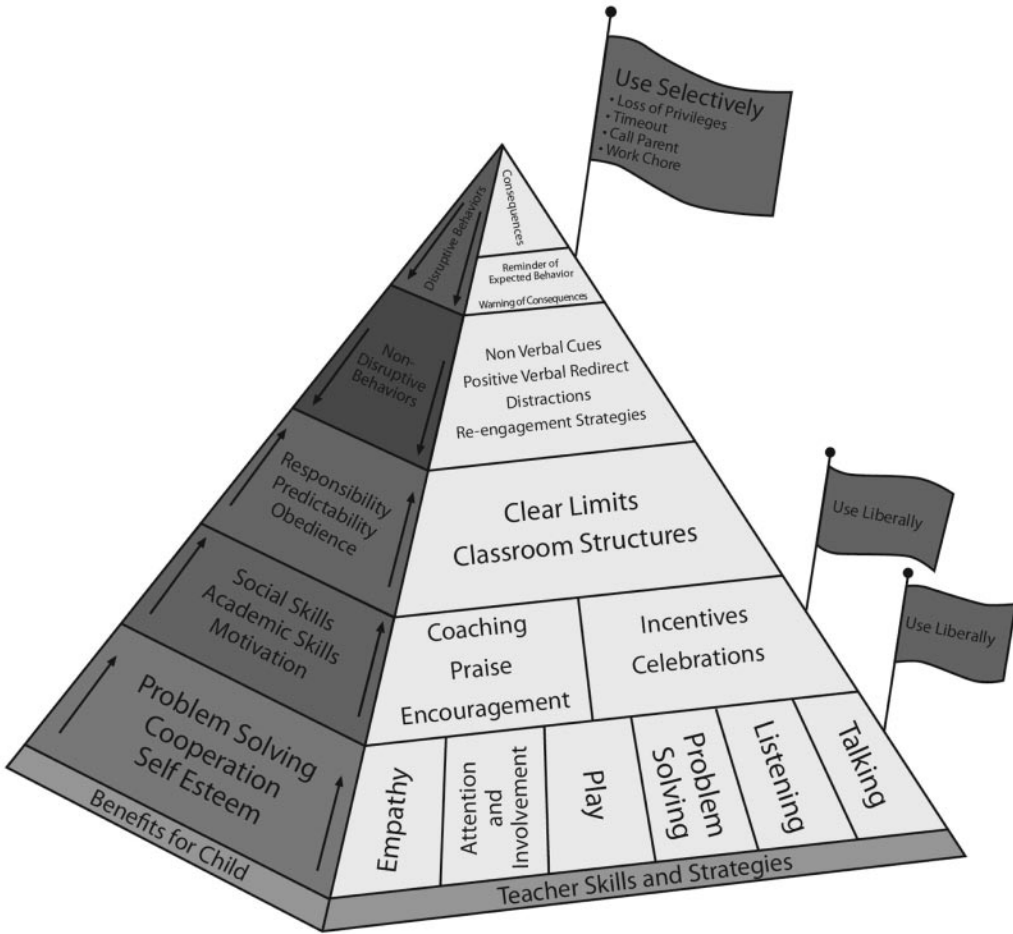 Use Selectively
• Loss of Privileges
• Timeout
• Call Parent
• Work Chore
Disruptive Behaviors
Consequences
Reminder of
Expected Behavior
Warning of Consequences
Non-
Disruptive
Behaviors
Non Verbal Cues
Positive Verbal Redirect
Distractions
Re-engagement Strategies
Responsibility
Predictability
Obedience
Clear Limits
Classroom Structures
Use Liberally
Social Skills
Academic Skills
Motivation
Coaching
Praise
Encouragement
Incentives
Celebrations
Use Liberally
Problem Solving
Cooperation
Self Esteem
Empathy
Attention
and
Involvement
Play
Problem
Solving
Listening
Talking
Benefits for Child
Teacher Skills and Strategies